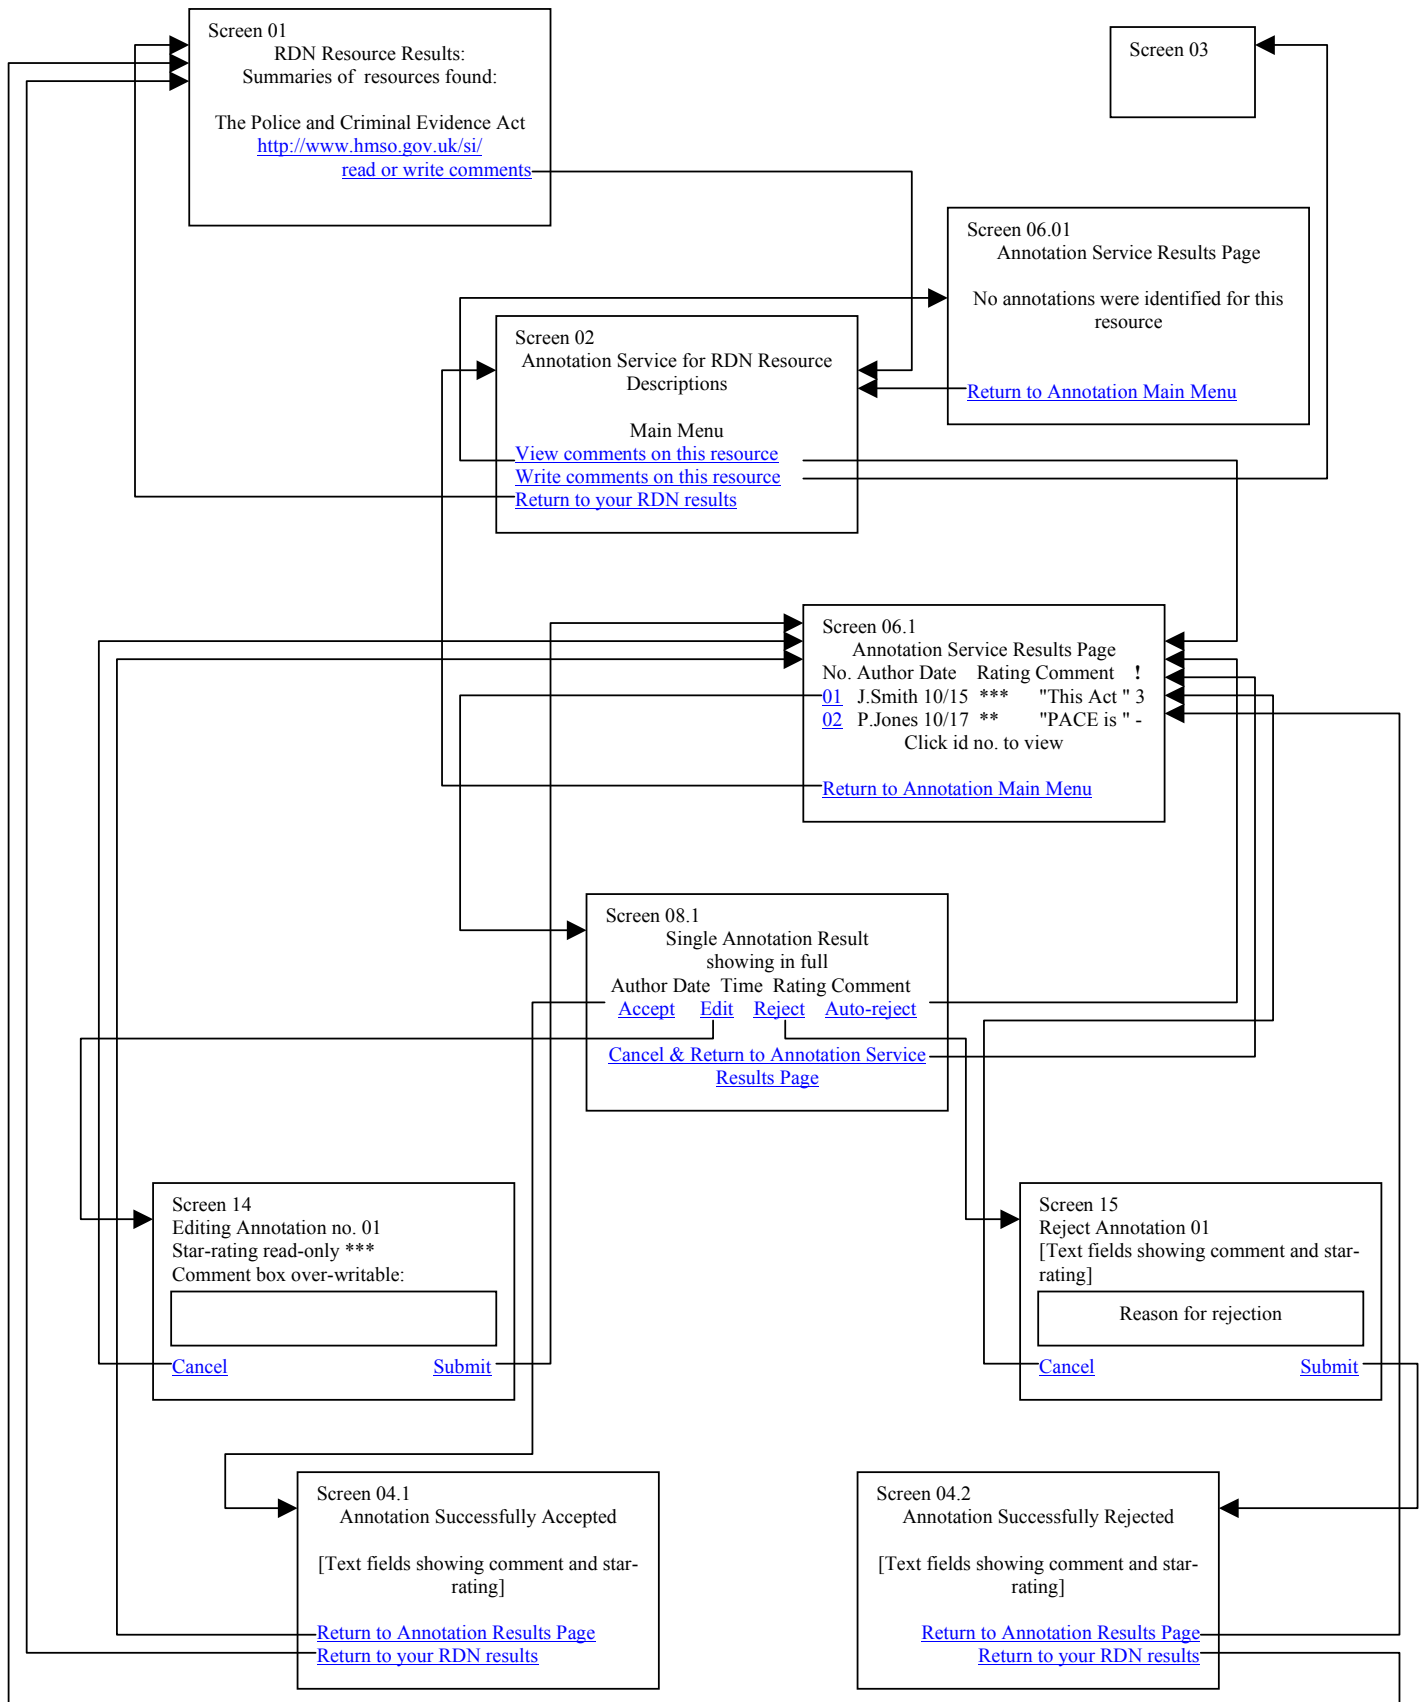 Screen 01
RDN Resource Results:
Summaries of resources found:
The Police and Criminal Evidence Act
http://www.hmso.gov.uk/si/
read or write comments
Screen 03
Screen 06.01
Annotation Service Results Page
No annotations were identified for this
resource
Return to Annotation Main Menu
Screen 02
Annotation Service for RDN Resource
Descriptions
Main Menu
View comments on this resource
Write comments on this resource
Return to your RDN results
Screen 06.1
Annotation Service Results Page
No. Author Date Rating Comment !
01 J.Smith 10/15 *** "This Act " 3
02 P.Jones 10/17 ** "PACE is " -
Click id no. to view
Return to Annotation Main Menu
Screen 08.1
Single Annotation Result
showing in full
Author Date Time Rating Comment
Accept Edit Reject Auto-reject
Cancel & Return to Annotation Service
Results Page
Screen 14
Editing Annotation no. 01
Star-rating read-only ***
Comment box over-writable:
Cancel Submit
Screen 15
Reject Annotation 01
[Text fields showing comment and star-
rating]
Reason for rejection
Cancel Submit
Screen 04.1
Annotation Successfully Accepted
[Text fields showing comment and star-
rating]
Return to Annotation Results Page
Return to your RDN results
Screen 04.2
Annotation Successfully Rejected
[Text fields showing comment and star-
rating]
Return to Annotation Results Page
Return to your RDN results